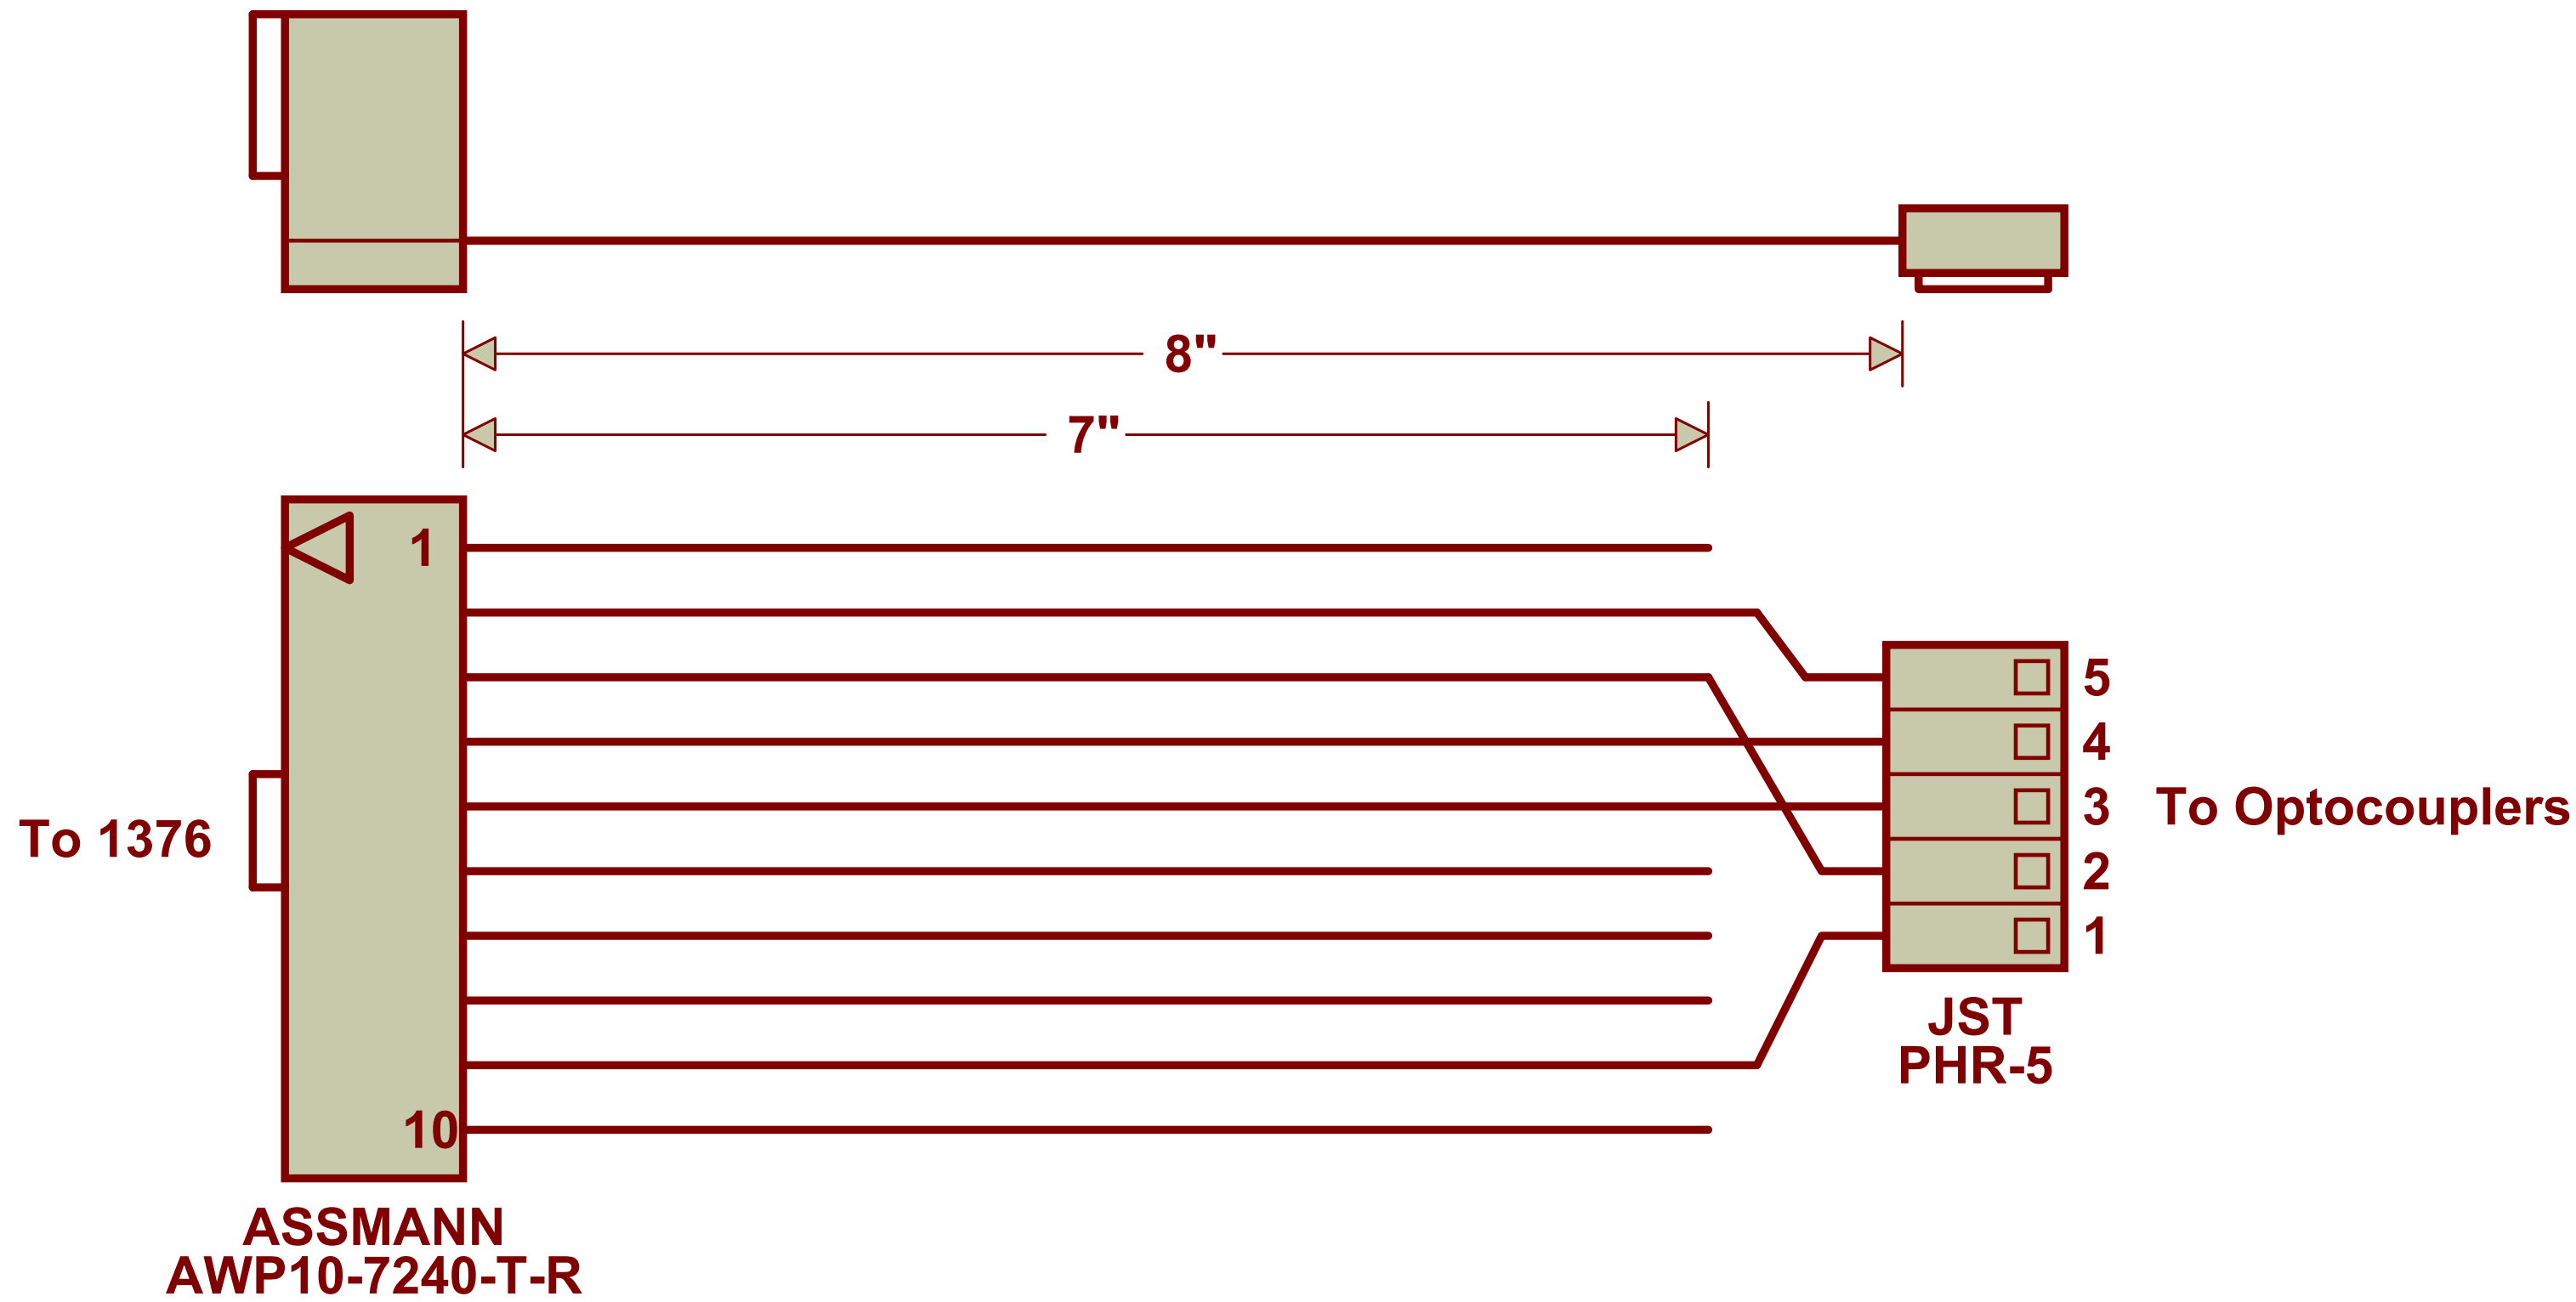 8"
7"
1
5
4
To 1376
3
To Optocouplers
2
1
JST
PHR-5
10
ASSMANN
AWP10-7240-T-R